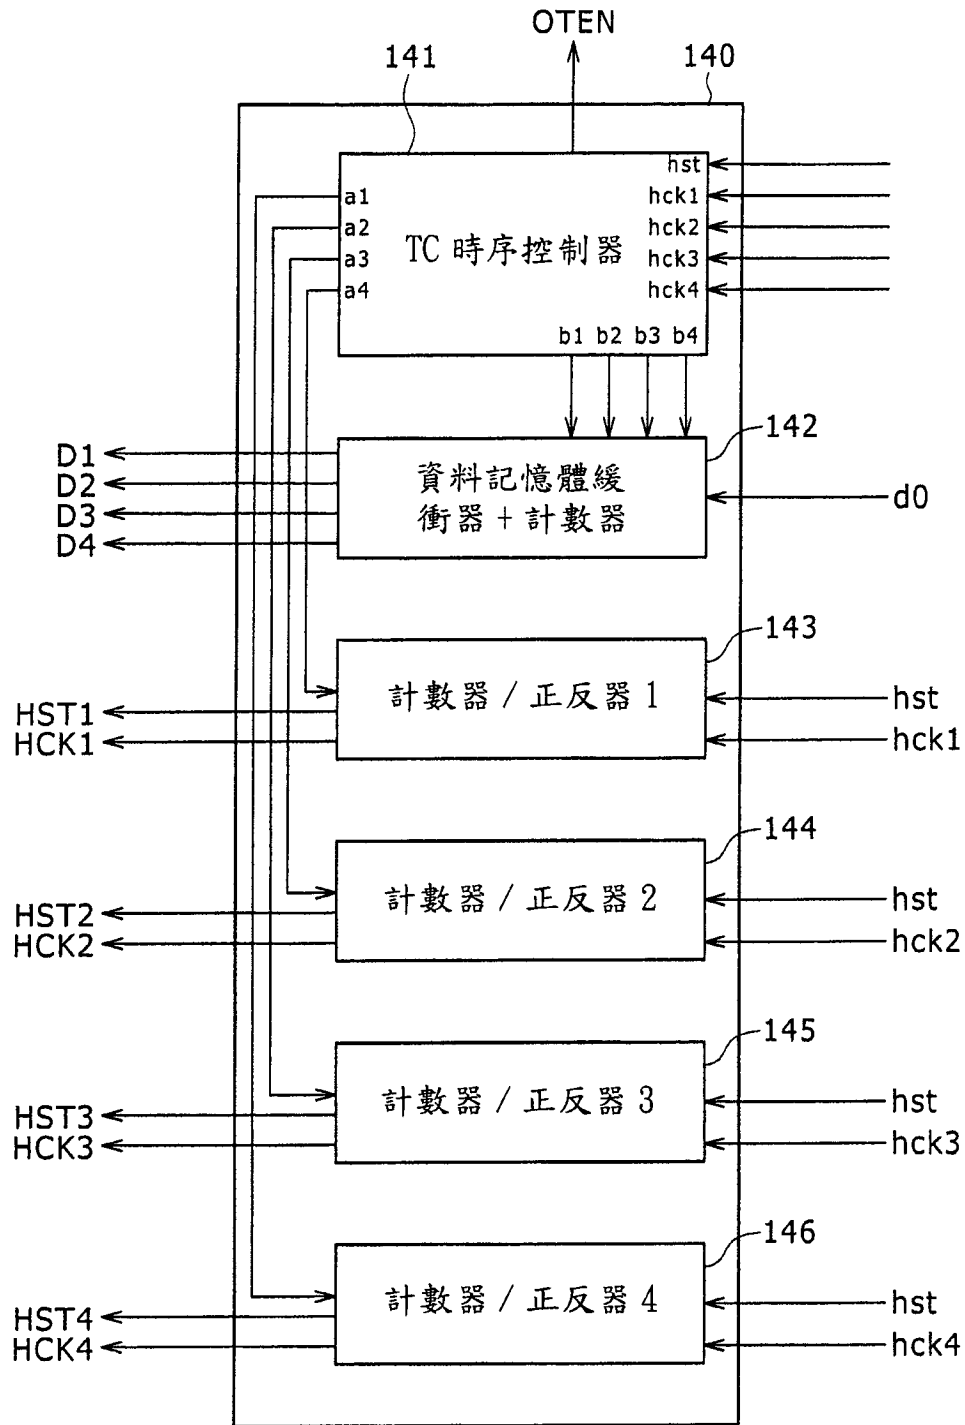 OTEN
141
140
hst
a1
hck1
a2
hck2
TC 時序控制器
a3
hck3
a4
hck4
b1 b2 b3 b4
142
D1
D2
D3
D4
資料記憶體緩
衝器+計數器
d0
143
計數器/正反器1
hst
HST1
HCK1
hck1
144
計數器/正反器2
hst
HST2
HCK2
hck2
145
計數器/正反器3
hst
HST3
HCK3
hck3
146
計數器/正反器4
hst
HST4
HCK4
hck4